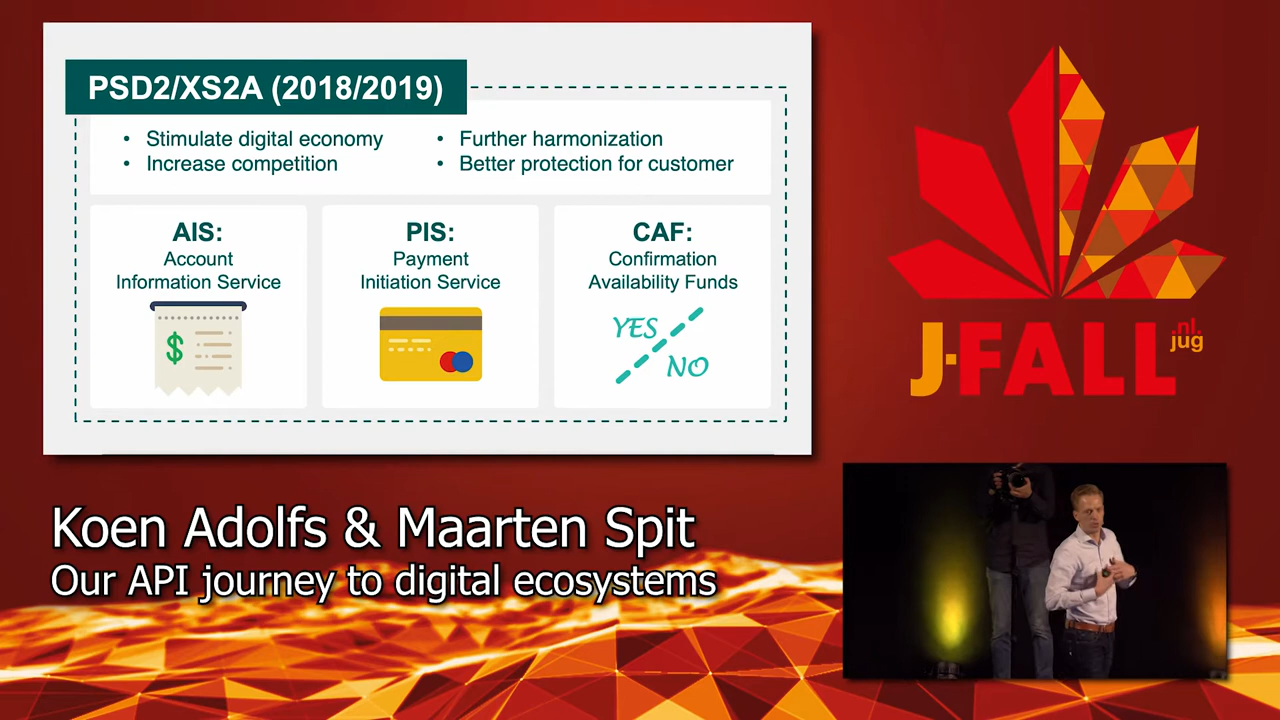 PSD2/XS2A (2018/2019)
• Stimulate digital economy
• Increase competition
• Further harmonization
• Better protection for customer
AIS:
Account
Information Service
$
PIS:
Payment
Initiation Service
CAF:
Confirmation
Availability Funds
YES
NO
J-FALL
nl.
jug
Koen Adolfs & Maarten Spit
Our API journey to digital ecosystems